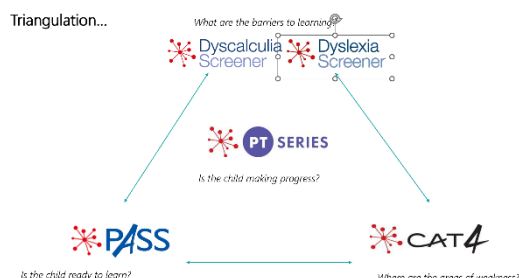 Triangulation...
What are the barriers to learning?
Dyscalculia Screener
Dyslexia Screener
PT SERIES
Is the child making progress?
PASS
CAT4
Is the child ready to learn?
Where are the areas of weakness?